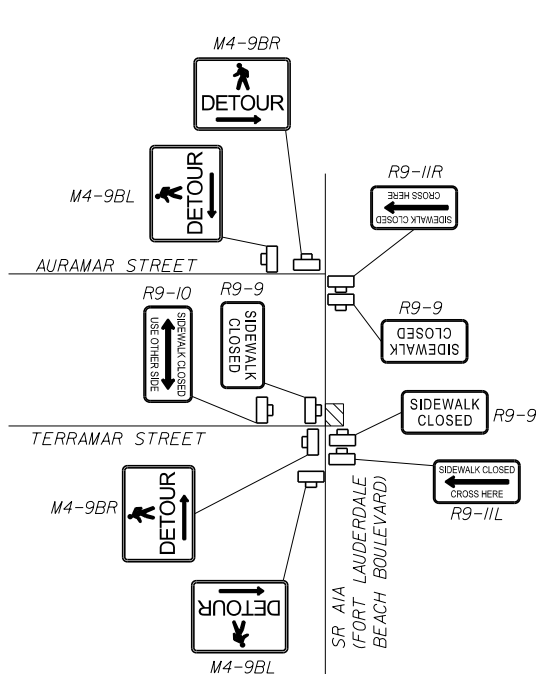 M4-9BR
DETOUR
M4-9BL
DETOUR
R9-11R
SIDEWALK CLOSED
CROSS HERE
AURAMAR STREET
R9-10
SIDEWALK CLOSED
USE OTHER SIDE
R9-9
SIDEWALK
CLOSED
R9-9
SIDEWALK
CLOSED
SIDEWALK
CLOSED
R9-9
TERRAMAR STREET
SIDEWALK CLOSED
CROSS HERE
R9-11L
M4-9BR
DETOUR
DETOUR
M4-9BL
SR A1A
(FORT LAUDERDALE
BEACH BOULEVARD)